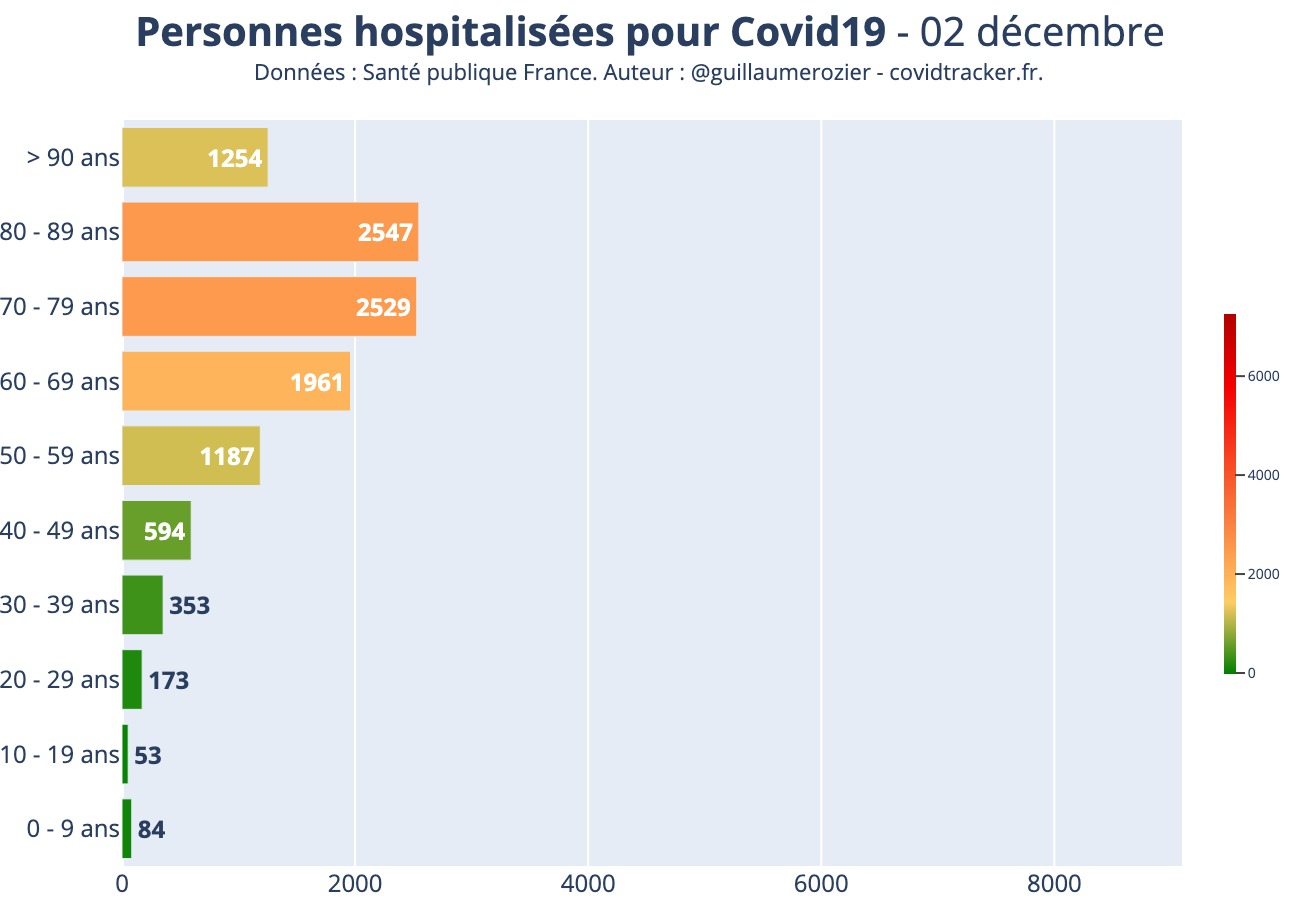 Personnes hospitalisées pour Covid19 - 02 décembre
Données : Santé publique France. Auteur : @guillaumerozier - covidtracker.fr.
> 90 ans 1254
80 - 89 ans 2547
70 - 79 ans 2529
60 - 69 ans 1961
50 - 59 ans 1187
40 - 49 ans 594
30 - 39 ans 353
20 - 29 ans 173
10 - 19 ans 53
0 - 9 ans 84
0 2000 4000 6000 8000
6000
4000
2000
0